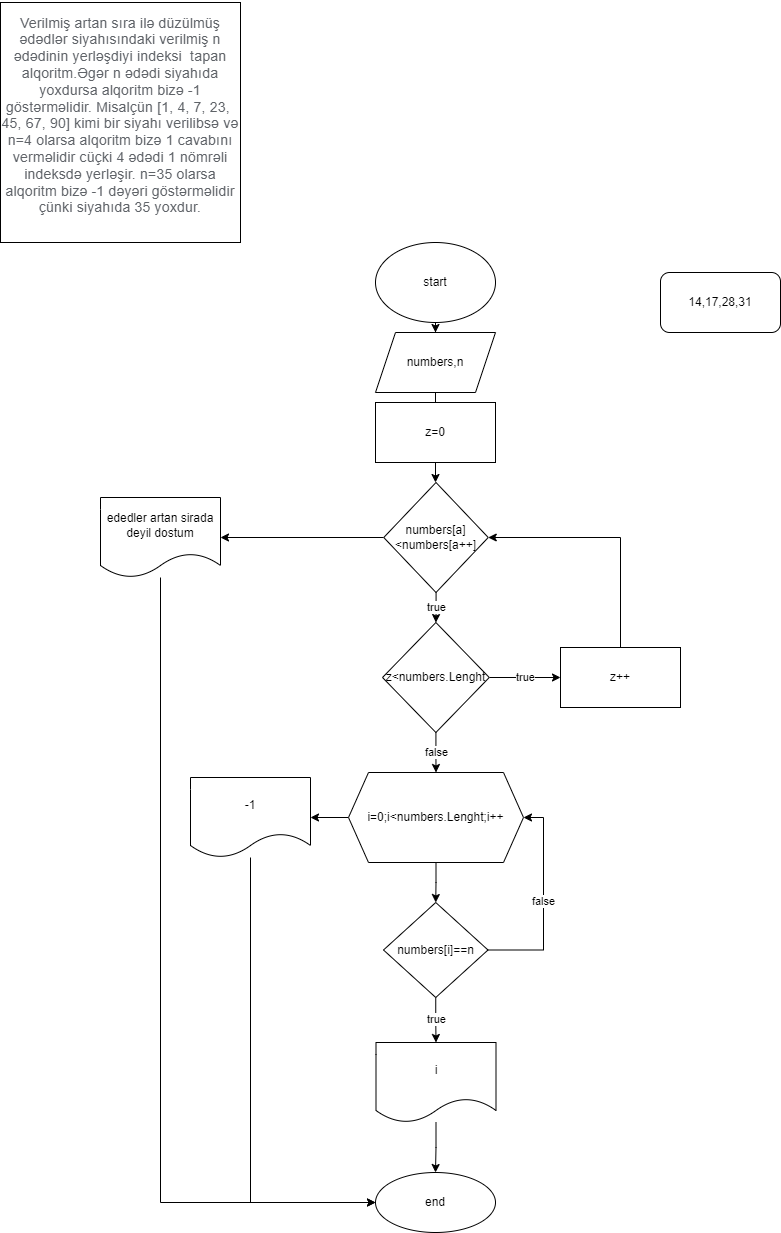 Verilmiş artan sıra ilə düzülmüş
ədədlər siyahısındaki verilmiş n
ədədinin yerləşdiyi indeksi  tapan
alqoritm.Əgər n ədədi siyahıda
yoxdursa alqoritm bizə -1
göstərməlidir. Misalçün [1, 4, 7, 23,
45, 67, 90] kimi bir siyahı verilibsə və
n=4 olarsa alqoritm bizə 1 cavabını
verməlidir cüçki 4 ədədi 1 nömrəli
indeksdə yerləşir. n=35 olarsa
alqoritm bizə -1 dəyəri göstərməlidir
çünki siyahıda 35 yoxdur.
start
14,17,28,31
numbers,n
z=0
ededler artan sirada
deyil dostum
numbers[a]
<numbers[a++]
true
z<numbers.Lenght
true
z++
false
-1
i=0;i<numbers.Lenght;i++
false
numbers[i]==n
true
i
end